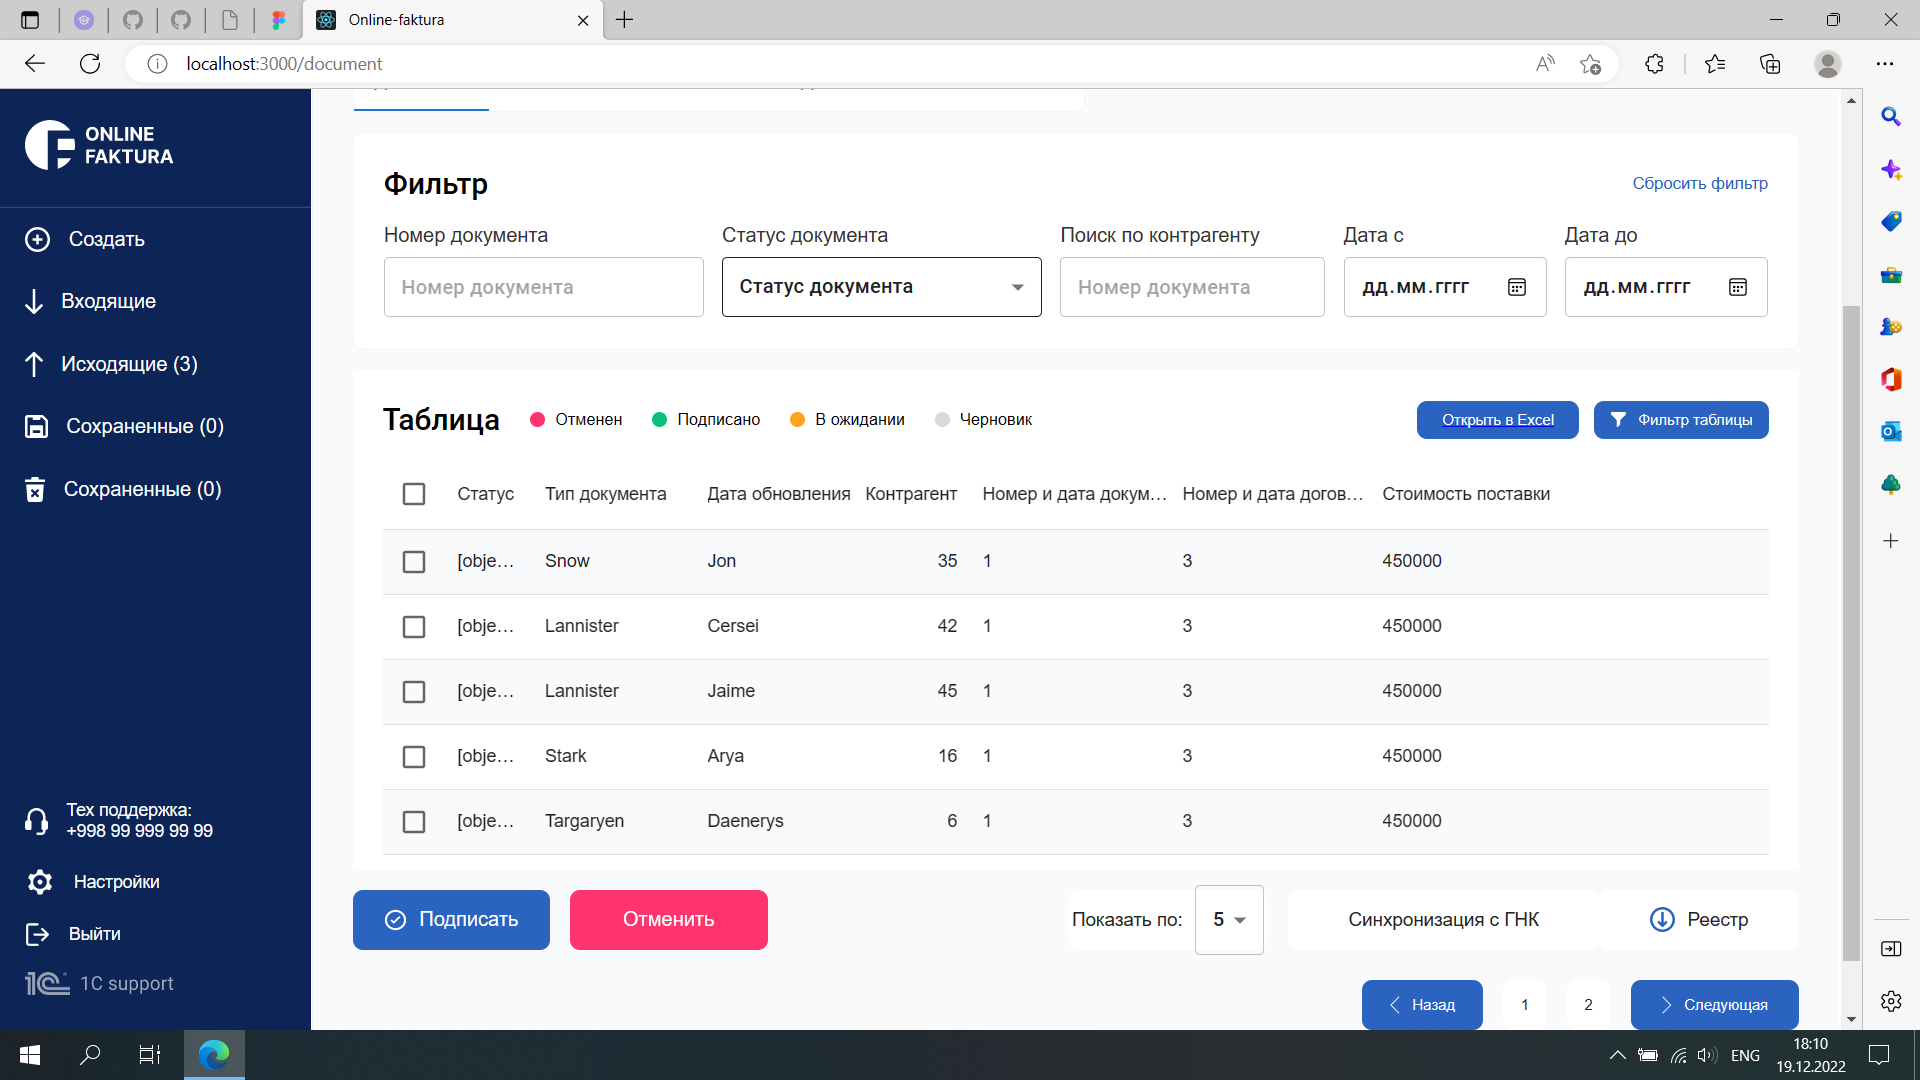 Online-faktura
localhost:3000/document
ONLINE
FAKTURA
Создать
Входящие
Исходящие (3)
Сохраненные (0)
Сохраненные (0)
Тех поддержка:
+998 99 999 99 99
Настройки
Выйти
1C support
Фильтр
Сбросить фильтр
Номер документа
Статус документа
Поиск по контрагенту
Дата с
Дата до
Номер документа
Статус документа
Номер документа
дд.мм.гггг
дд.мм.гггг
Таблица
Отменен
Подписано
В ожидании
Черновик
Открыть в Excel
Фильтр таблицы
Статус Тип документа Дата обновления Контрагент Номер и дата докум... Номер и дата догов... Стоимость поставки
[obje... Snow Jon 35 1 3 450000
[obje... Lannister Cersei 42 1 3 450000
[obje... Lannister Jaime 45 1 3 450000
[obje... Stark Arya 16 1 3 450000
[obje... Targaryen Daenerys 6 1 3 450000
Подписать
Отменить
Показать по:
5
Синхронизация с ГНК
Реестр
Назад
1
2
Следующая
ENG
18:10
19.12.2022